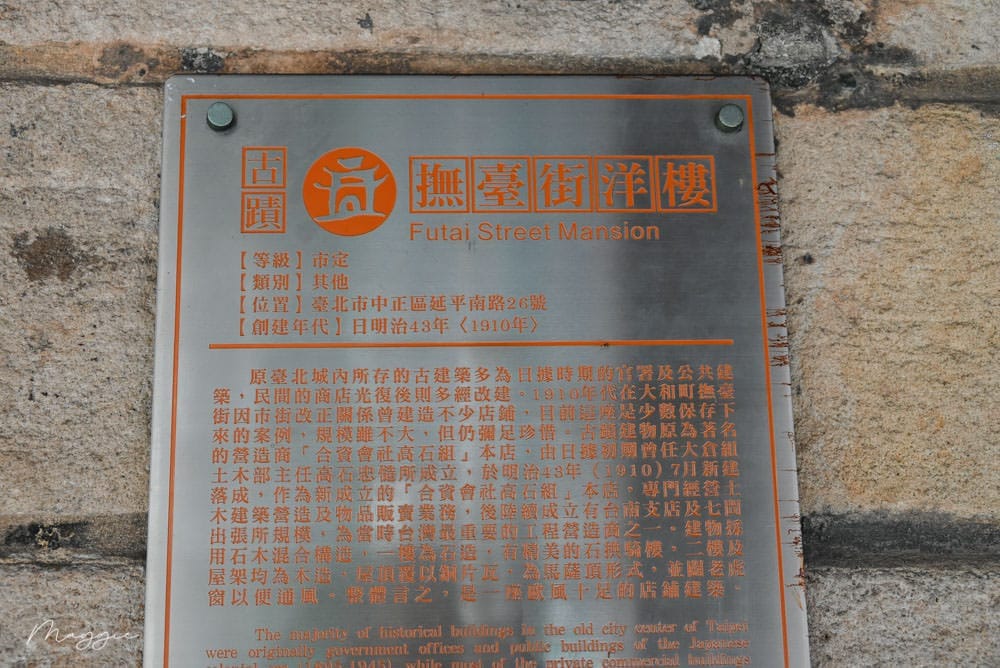 古蹟
撫臺街洋樓
Futai Street Mansion
【等級】市定
【類別】其他
【位置】臺北市中正區延平南路26號
【創建年代】日明治43年〈1910年〉
原臺北城內所存的古建築多為日據時期的官署及公共建
築,民間的商店光復後則多經改建。1910年代在大和町撫臺
街因市街改正關係曾建造不少店鋪,目前這座是少數保存下
來的案例,規模雖不大,但仍彌足珍惜。古蹟建物原為著名
的營造商「合資會社高石組」本店,由日據初期曾任大倉組
土木部主任高石忠慥所成立,於明治43年(1910)7月新建
落成,作為新成立的「合資會社高石組」本店,專門經營土
木建築營造及物品販賣業務,後陸續成立有台南支店及七間
出張所規模,為當時台灣最重要的工程營造商之一。建物係
用石木混合構造,一樓為石造,有精美的石拱騎樓,二樓及
屋架均為木造,屋頂覆以銅片瓦,為馬薩頂形式,並闢老虎
窗以便通風。整體言之,是一座歐風十足的店鋪建築。
The majority of historical buildings in the old city center of Taipei
were originally government offices and public buildings of the Japanese
while most of the private commercial buildings
Maggie